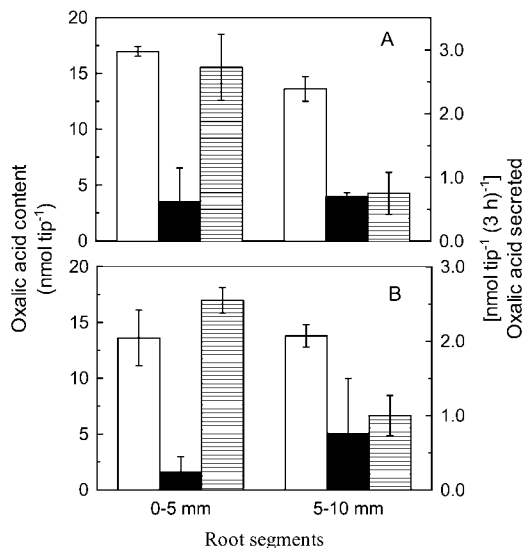 20
15
10
5
0
A
3.0
2.0
1.0
0.0
20
15
10
5
0
B
3.0
2.0
1.0
0.0
0-5 mm
5-10 mm
Root segments
Oxalic acid content
(nmol tip⁻¹)
[nmol tip⁻¹ (3 h)⁻¹]
Oxalic acid secreted